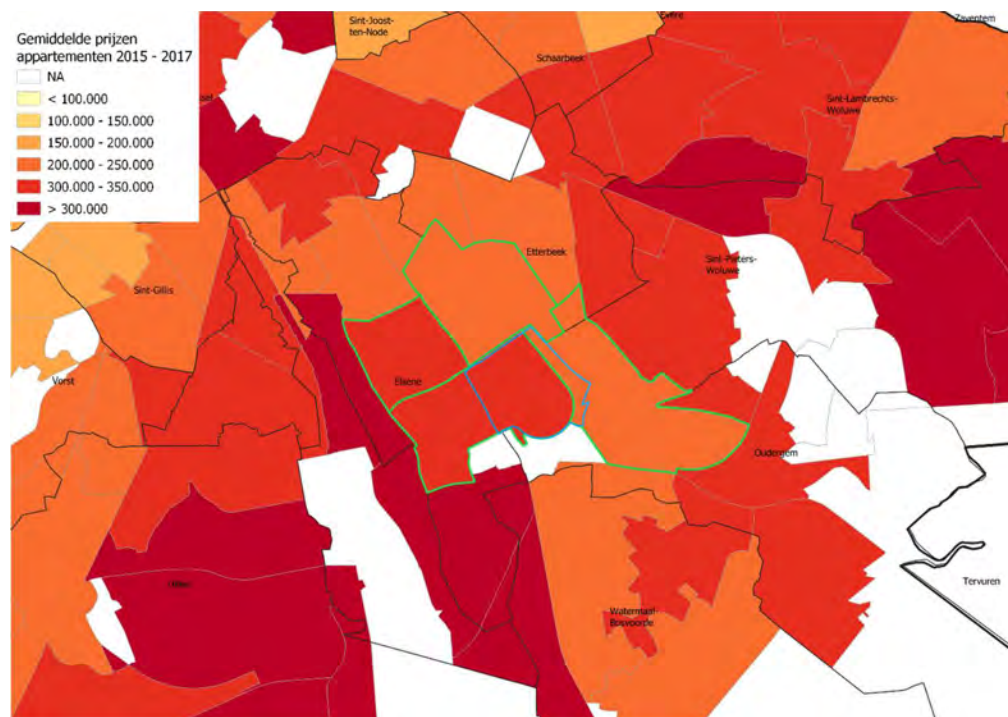 Gemiddelde prijzen
appartementen 2015 - 2017
NA
< 100.000
100.000 - 150.000
150.000 - 200.000
200.000 - 250.000
300.000 - 350.000
> 300.000
Sint-Joost-
ten-Node
Evere
Zaventem
Schaarbeek
Sint-Lambrechts-
Woluwe
Etterbeek
Sint-Pieters-
Woluwe
Sint-Gillis
Vorst
Elsene
Oudergem
Ukkel
Tervuren
Watermaal-
Bosvoorde